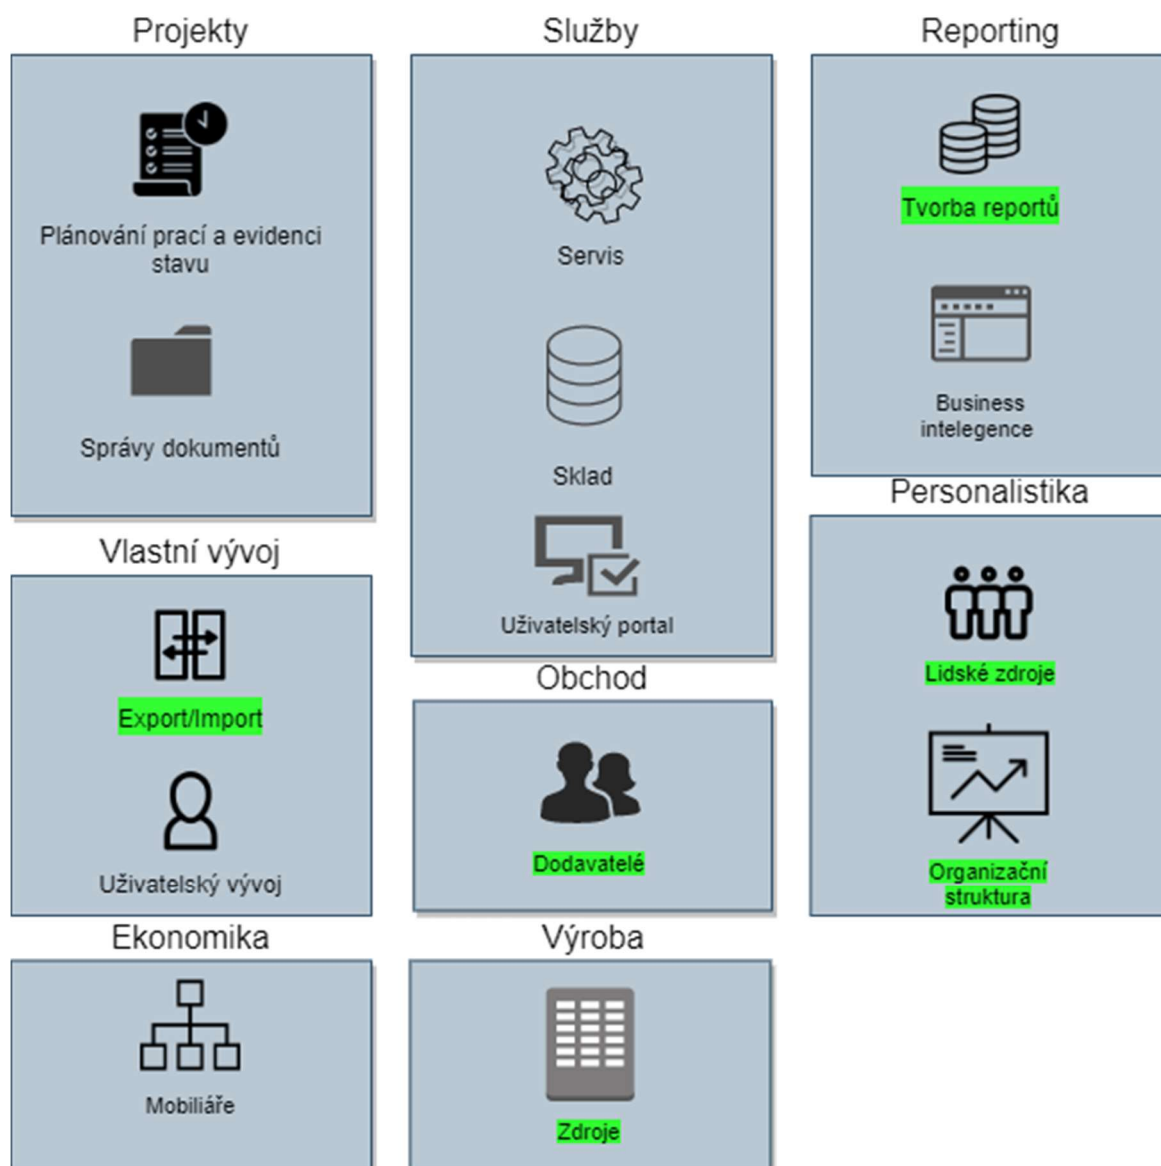 Projekty
Plánování prací a evidenci
stavu
Správy dokumentů
Služby
Servis
Sklad
Uživatelský portal
Reporting
Tvorba reportů
Business
intelegence
Vlastní vývoj
Export/Import
Uživatelský vývoj
Obchod
Dodavatelé
Personalistika
Lidské zdroje
Organizační
struktura
Ekonomika
Mobiliáře
Výroba
Zdroje